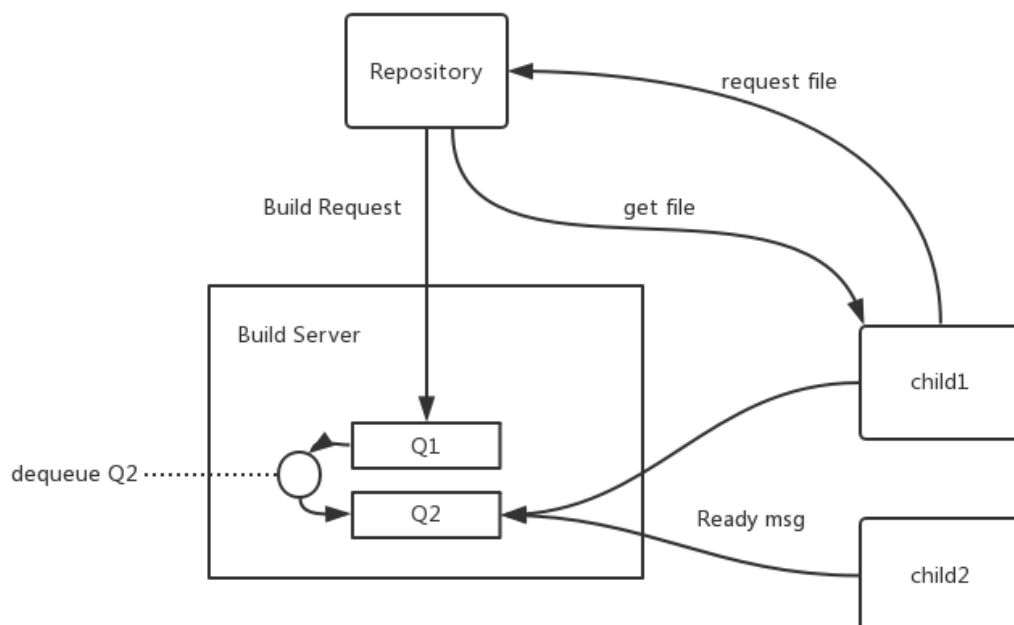 Repository
request file
Build Request
get file
Build Server
child1
Q1
dequeue Q2
Q2
Ready msg
child2